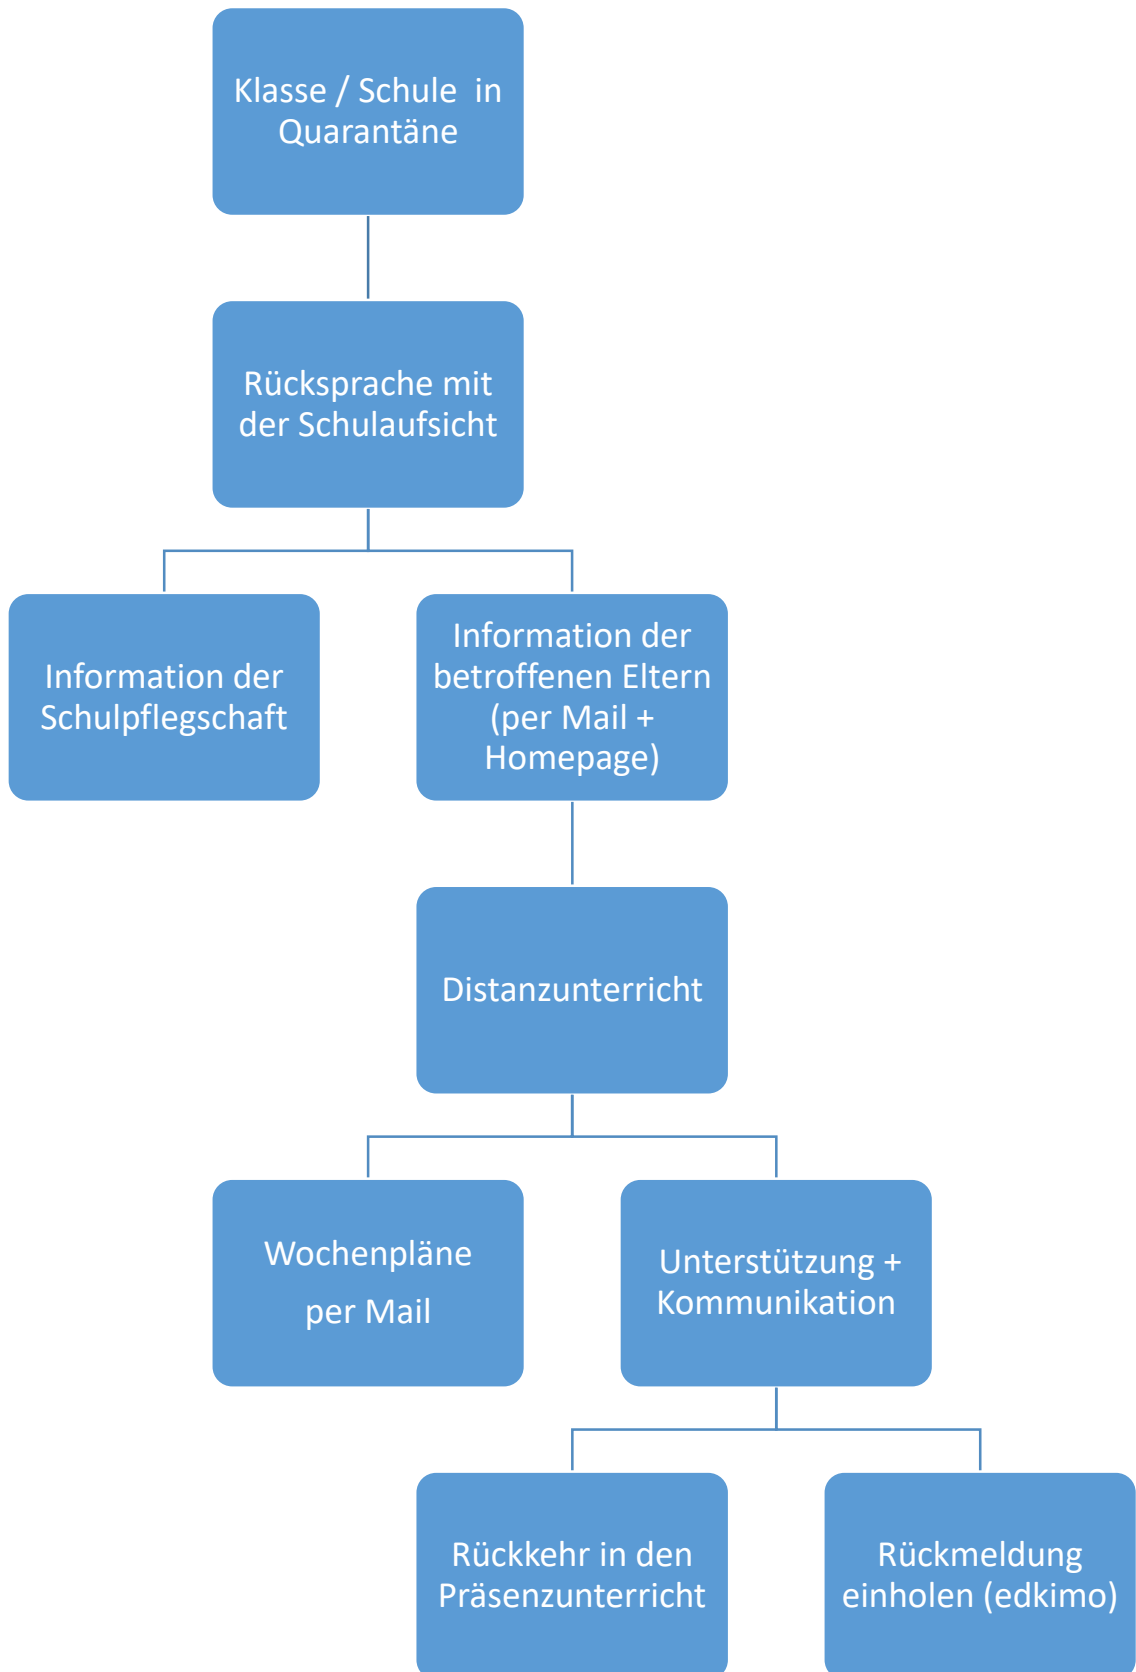 Klasse / Schule in
Quarantäne
Rücksprache mit
der Schulaufsicht
Information der
Schulpflegschaft
Information der
betroffenen Eltern
(per Mail +
Homepage)
Distanzunterricht
Wochenpläne
per Mail
Unterstützung +
Kommunikation
Rückkehr in den
Präsenzunterricht
Rückmeldung
einholen (edkimo)